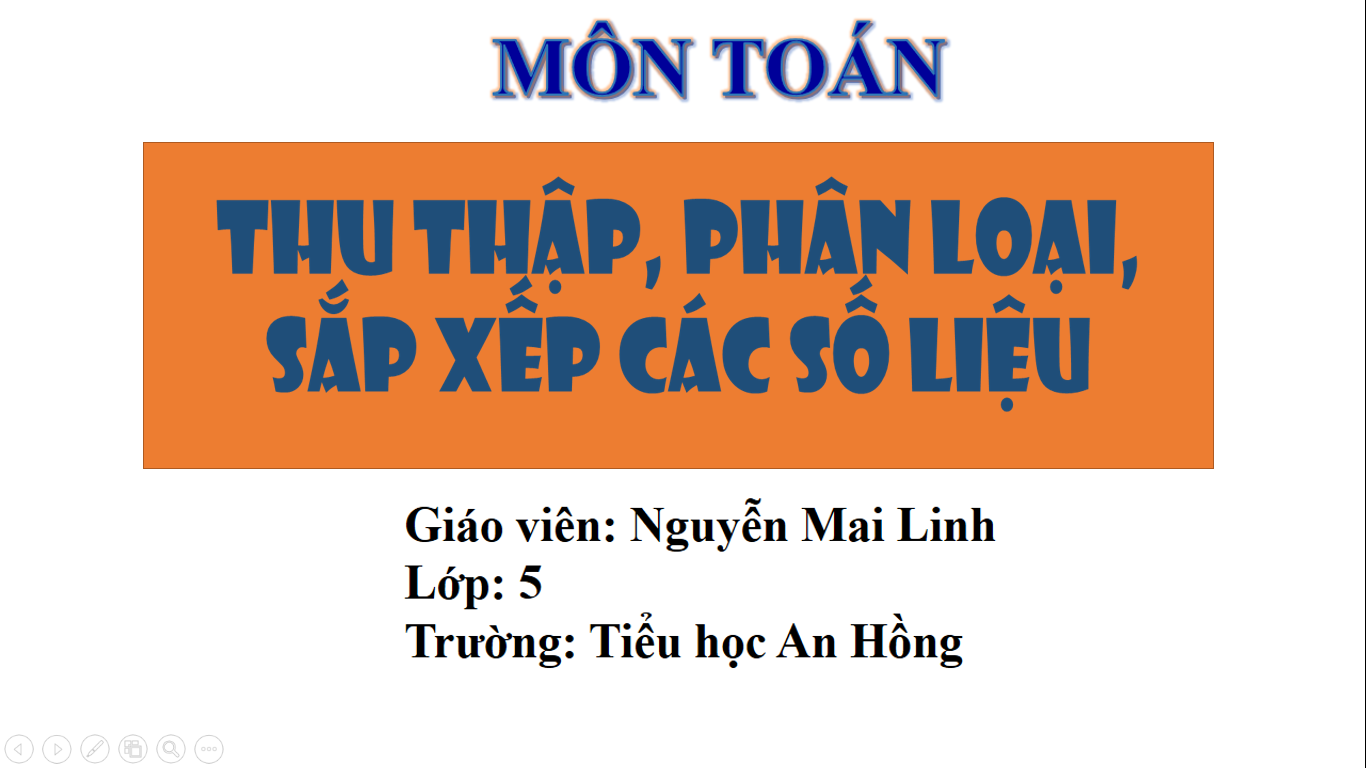 MÔN TOÁN
THU THẬP, PHÂN LOẠI,
SẮP XẾP CÁC SỐ LIỆU
Giáo viên: Nguyễn Mai Linh
Lớp: 5
Trường: Tiểu học An Hồng